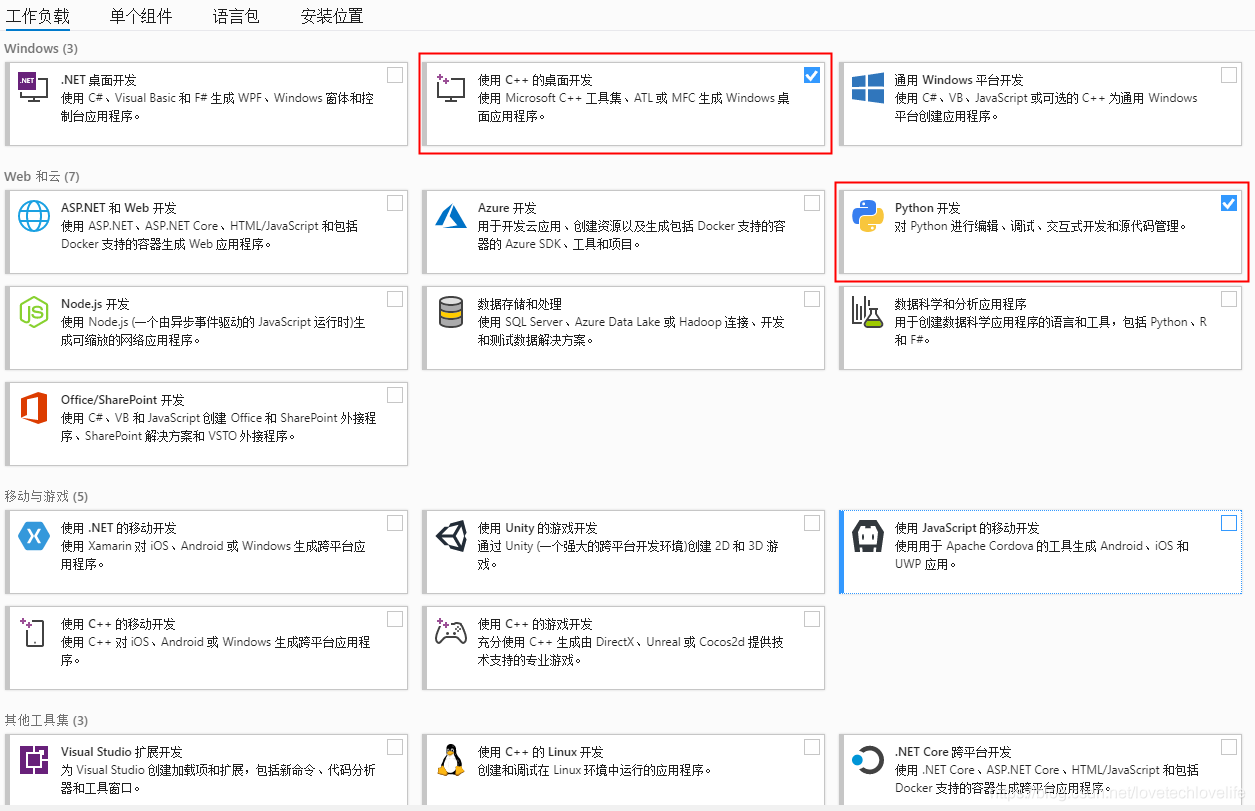 工作负载 单个组件 语言包 安装位置
Windows (3)
.NET
.NET 桌面开发
使用 C#、Visual Basic 和 F# 生成 WPF、Windows 窗体和控
制台应用程序。
使用 C++ 的桌面开发
使用 Microsoft C++ 工具集、ATL 或 MFC 生成 Windows 桌
面应用程序。
通用 Windows 平台开发
使用 C#、VB、JavaScript 或可选的 C++ 为通用 Windows
平台创建应用程序。
Web 和云 (7)
ASP.NET 和 Web 开发
使用 ASP.NET、ASP.NET Core、HTML/JavaScript 和包括
Docker 支持的容器生成 Web 应用程序。
Azure 开发
用于开发云应用、创建资源以及生成包括 Docker 支持的容
器的 Azure SDK、工具和项目。
Python 开发
对 Python 进行编辑、调试、交互式开发和源代码管理。
Node.js 开发
使用 Node.js (一个由异步事件驱动的 JavaScript 运行时)生
成可缩放的网络应用程序。
数据存储和处理
使用 SQL Server、Azure Data Lake 或 Hadoop 连接、开发
和测试数据解决方案。
数据科学和分析应用程序
用于创建数据科学应用程序的语言和工具，包括 Python、R
和 F#。
Office/SharePoint 开发
使用 C#、VB 和 JavaScript 创建 Office 和 SharePoint 外接程
序、SharePoint 解决方案和 VSTO 外接程序。
移动与游戏 (5)
使用 .NET 的移动开发
使用 Xamarin 对 iOS、Android 或 Windows 生成跨平台应
用程序。
使用 Unity 的游戏开发
通过 Unity (一个强大的跨平台开发环境)创建 2D 和 3D 游
戏。
使用 JavaScript 的移动开发
使用用于 Apache Cordova 的工具生成 Android、iOS 和
UWP 应用。
使用 C++ 的移动开发
使用 C++ 对 iOS、Android 或 Windows 生成跨平台应用程
序。
使用 C++ 的游戏开发
充分使用 C++ 生成由 DirectX、Unreal 或 Cocos2d 提供技
术支持的专业游戏。
其他工具集 (3)
Visual Studio 扩展开发
为 Visual Studio 创建加载项和扩展，包括新命令、代码分析
器和工具窗口。
使用 C++ 的 Linux 开发
创建和调试在 Linux 环境中运行的应用程序。
.NET Core 跨平台开发
使用 .NET Core、ASP.NET Core、HTML/JavaScript 和包括
Docker 支持的容器生成跨平台应用程序。
https://blog.csdn.net/lovetechlovelife